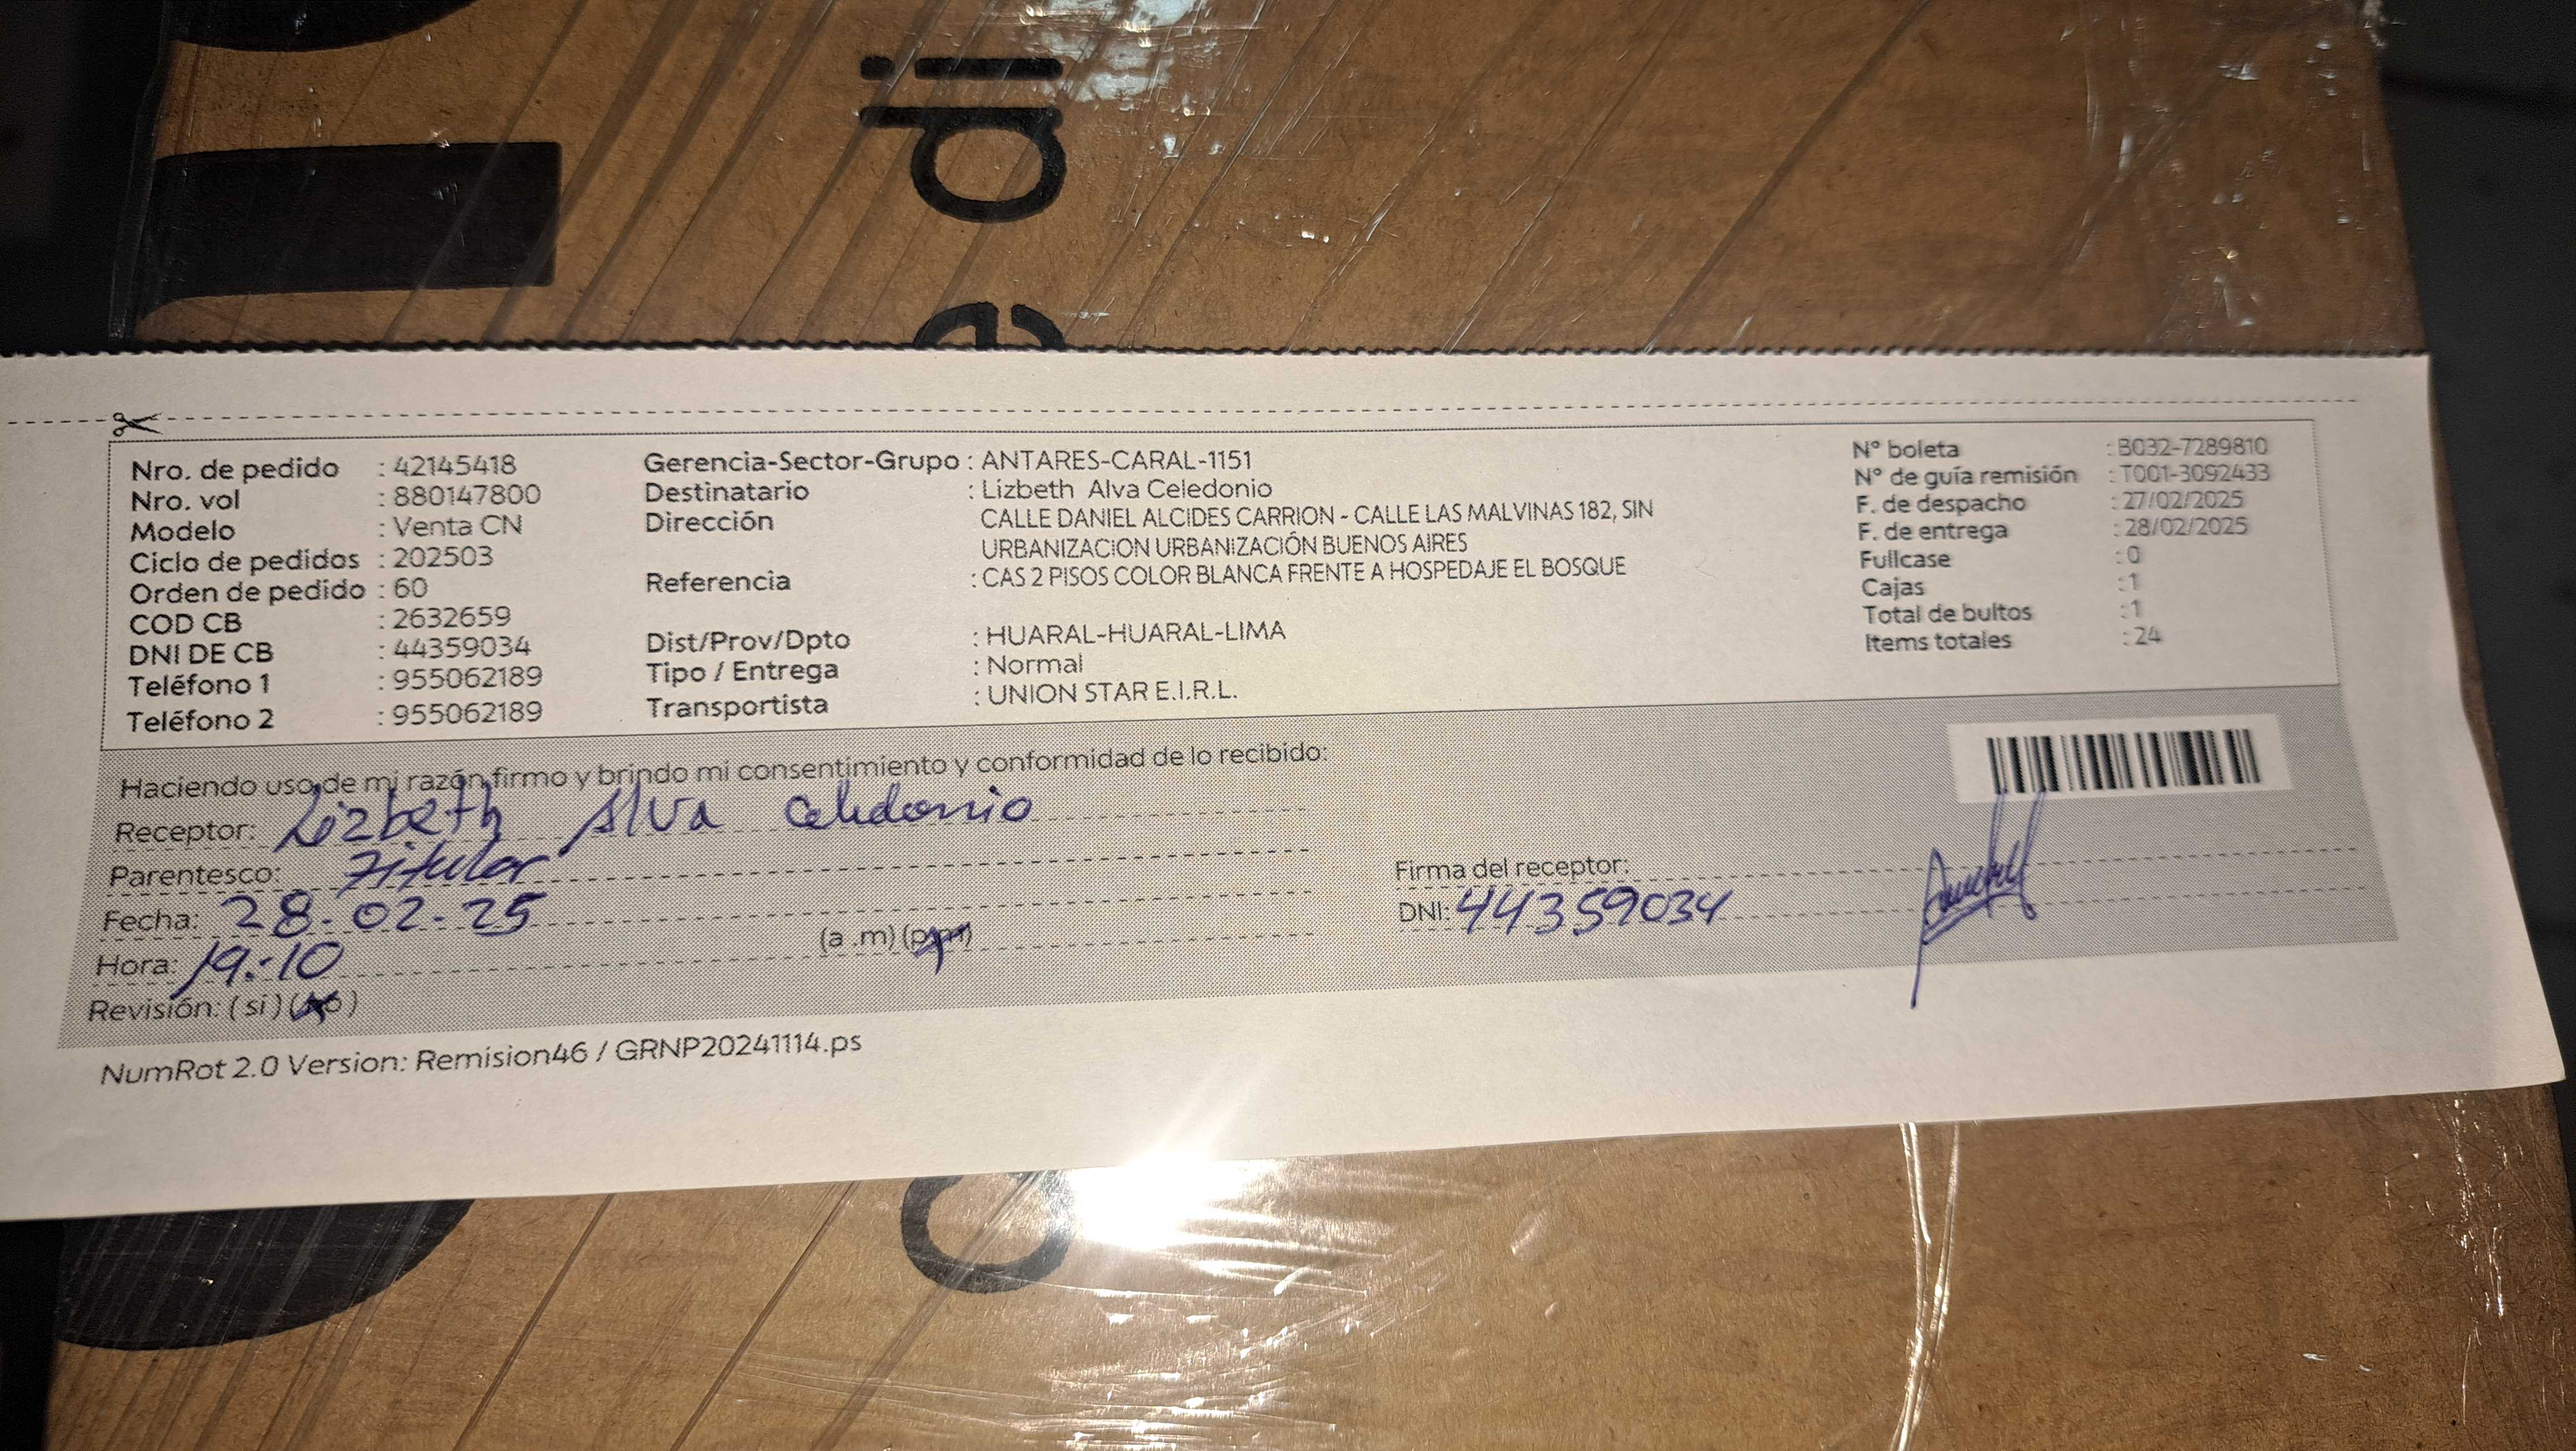 Nro. de pedido : 42145418
Nro. vol : 880147800
Modelo : Venta CN
Ciclo de pedidos : 202503
Orden de pedido : 60
COD CB : 2632659
DNI DE CB : 44359034
Teléfono 1 : 955062189
Teléfono 2 : 955062189
Gerencia-Sector-Grupo : ANTARES-CARAL-1151
Destinatario : Lizbeth Alva Celedonio
Dirección CALLE DANIEL ALCIDES CARRION - CALLE LAS MALVINAS 182, SIN
URBANIZACION URBANIZACIÓN BUENOS AIRES
Referencia : CAS 2 PISOS COLOR BLANCA FRENTE A HOSPEDAJE EL BOSQUE
Dist/Prov/Dpto : HUARAL-HUARAL-LIMA
Tipo / Entrega : Normal
Transportista : UNION STAR E.I.R.L.
N° boleta : B032-7289810
N° de guía remisión : T001-3092433
F. de despacho : 27/02/2025
F. de entrega : 28/02/2025
Fullcase : 0
Cajas : 1
Total de bultos : 1
Items totales : 24
Haciendo uso de mi razón firmo y brindo mi consentimiento y conformidad de lo recibido:
Receptor: Lizbeth Alva Celedonio
Parentesco: Titular
Fecha: 28-02-25
Hora: 19:10 (a .m) (p.m)
Revisión: ( si ) ( no )
Firma del receptor:
DNI: 44359034
NumRot 2.0 Version: Remision46 / GRNP20241114.ps